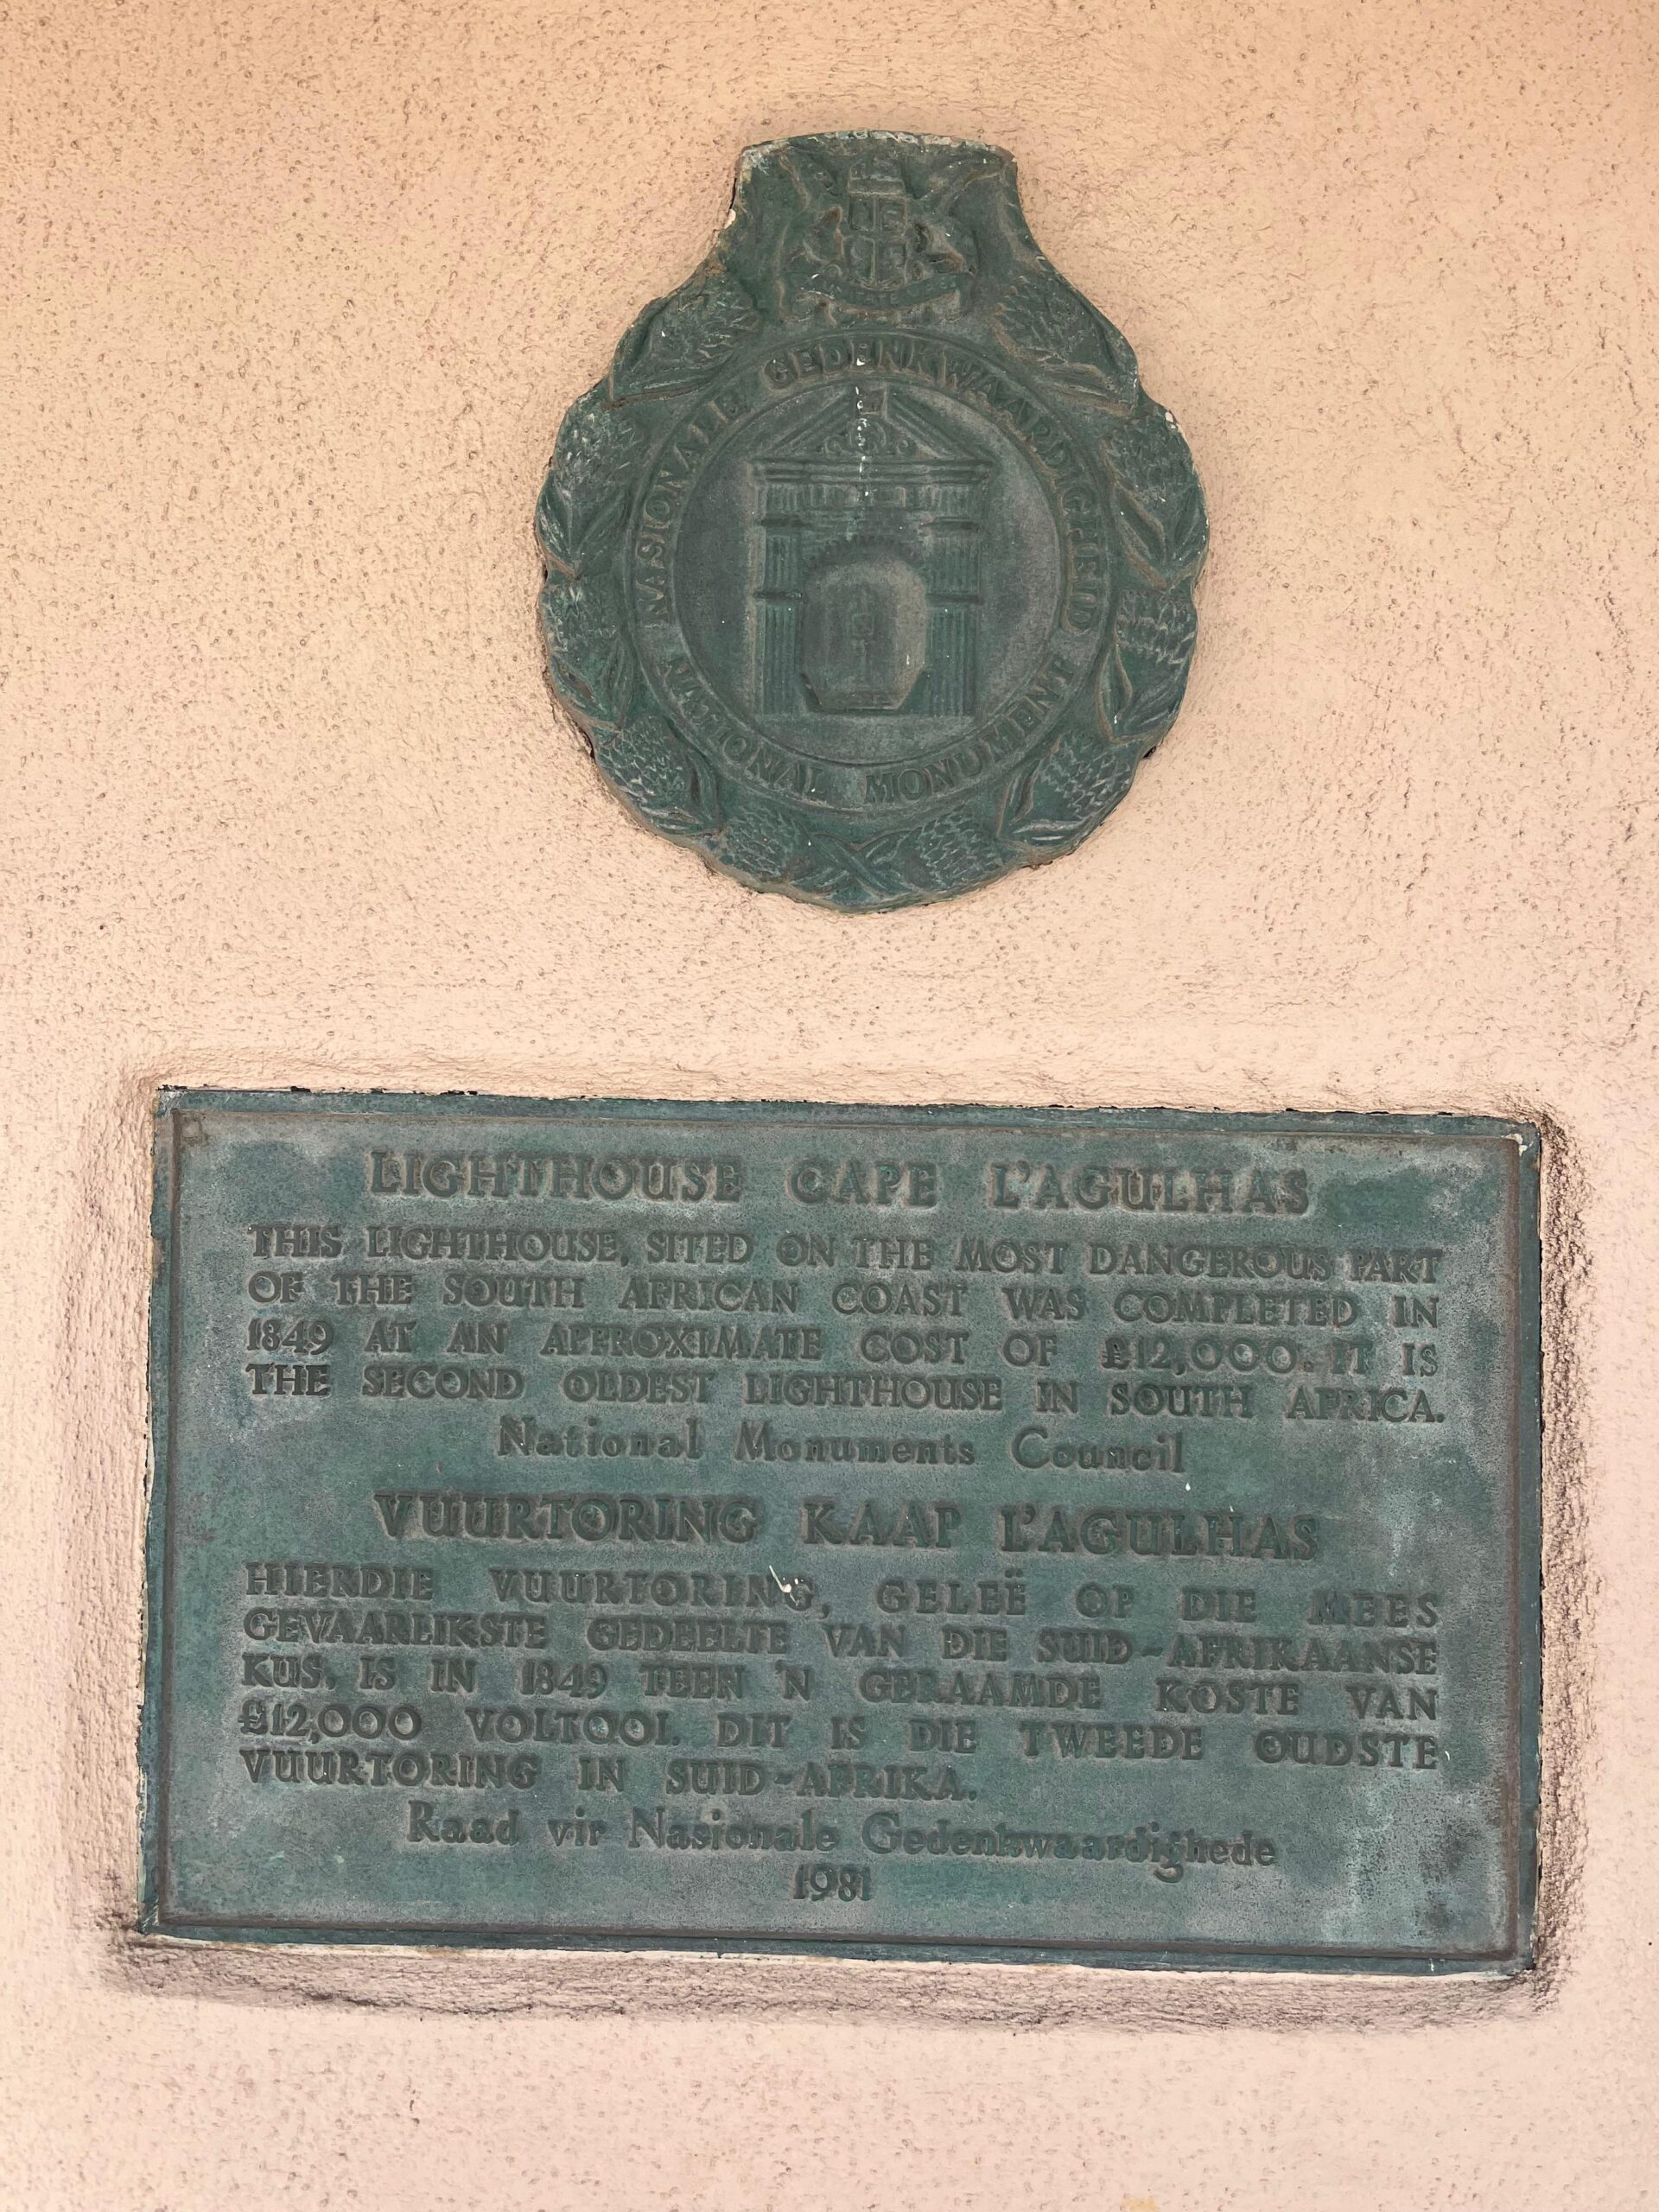 NASIONALE GEDENKWAARDIGHEID
NATIONAL MONUMENT
LIGHTHOUSE CAPE L'AGULHAS
THIS LIGHTHOUSE, SITED ON THE MOST DANGEROUS PART
OF THE SOUTH AFRICAN COAST WAS COMPLETED IN
1849 AT AN APPROXIMATE COST OF £12,000. IT IS
THE SECOND OLDEST LIGHTHOUSE IN SOUTH AFRICA.
National Monuments Council
VUURTORING KAAP L'AGULHAS
HIERDIE VUURTORING, GELEË OP DIE MEES
GEVAARLIKSTE GEDEELTE VAN DIE SUID-AFRIKAANSE
KUS, IS IN 1849 TEEN 'N GERAAMDE KOSTE VAN
£12,000 VOLTOOI. DIT IS DIE TWEEDE OUDSTE
VUURTORING IN SUID-AFRIKA.
Raad vir Nasionale Gedenkwaardighede
1981